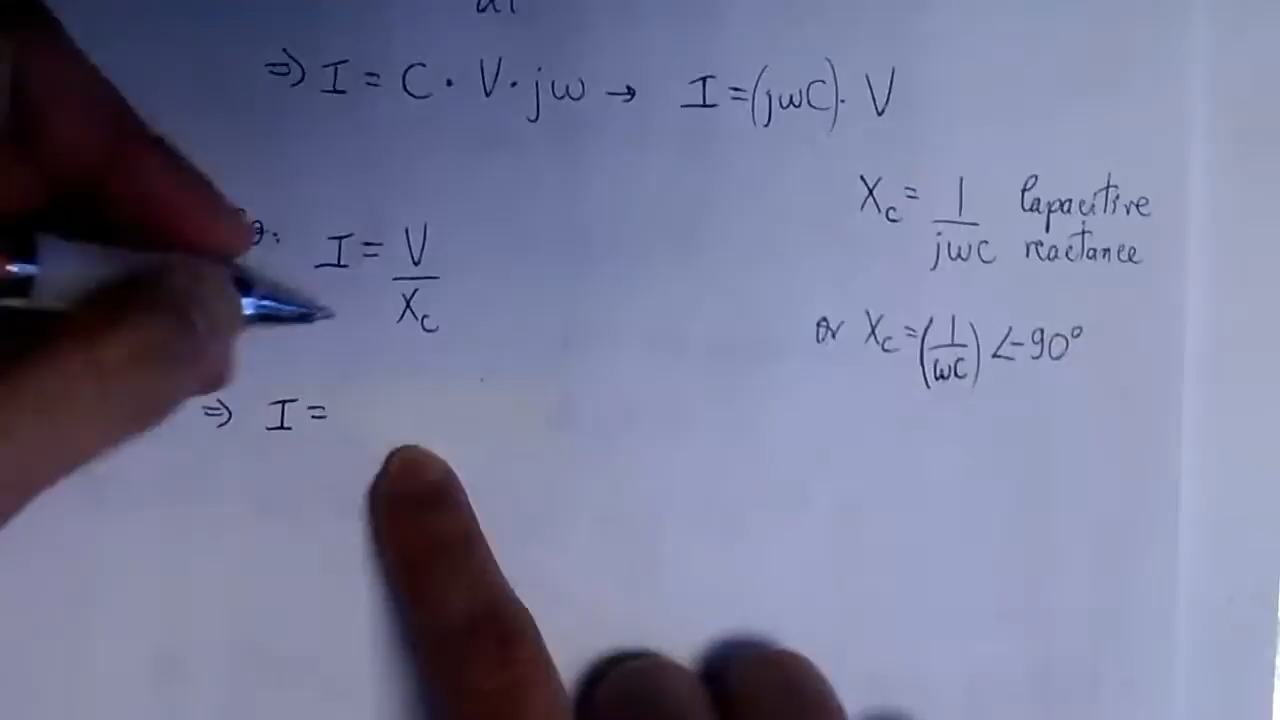 ⇒ I = C · V · jω → I = (jωC) · V
X_C = 1/jωC Capacitive reactance
I = V/X_C
or X_C = (1/ωC) ∠-90°
⇒ I =